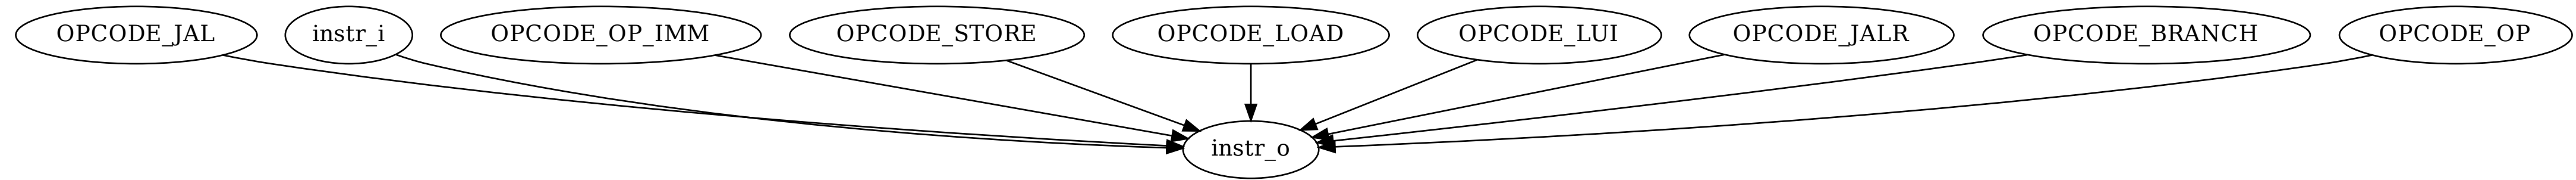 OPCODE_JAL
instr_i
OPCODE_OP_IMM
OPCODE_STORE
OPCODE_LOAD
OPCODE_LUI
OPCODE_JALR
OPCODE_BRANCH
OPCODE_OP
instr_o